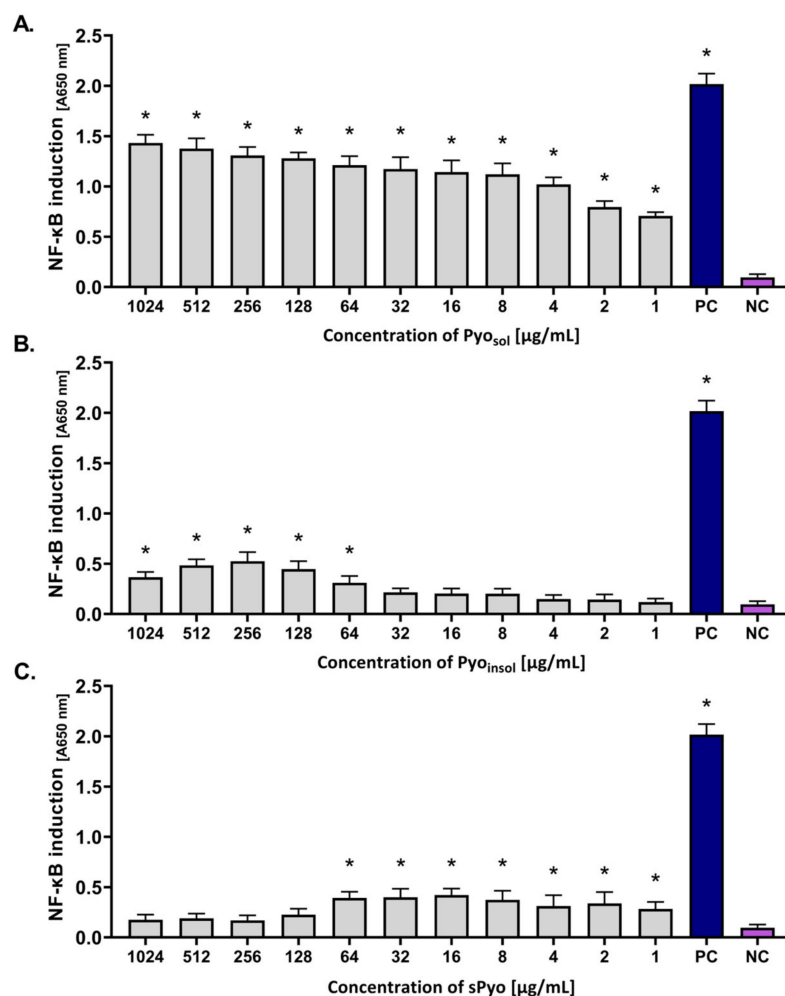 A.
NF-κB induction [A650 nm]
2.5
2.0
1.5
1.0
0.5
0.0
* * * * * * * * * * * *
1024 512 256 128 64 32 16 8 4 2 1 PC NC
Concentration of Pyosol [µg/mL]
B.
NF-κB induction [A650 nm]
2.5
2.0
1.5
1.0
0.5
0.0
* * * * * *
1024 512 256 128 64 32 16 8 4 2 1 PC NC
Concentration of Pyoinsol [µg/mL]
C.
NF-κB induction [A650 nm]
2.5
2.0
1.5
1.0
0.5
0.0
* * * * * * * *
1024 512 256 128 64 32 16 8 4 2 1 PC NC
Concentration of sPyo [µg/mL]